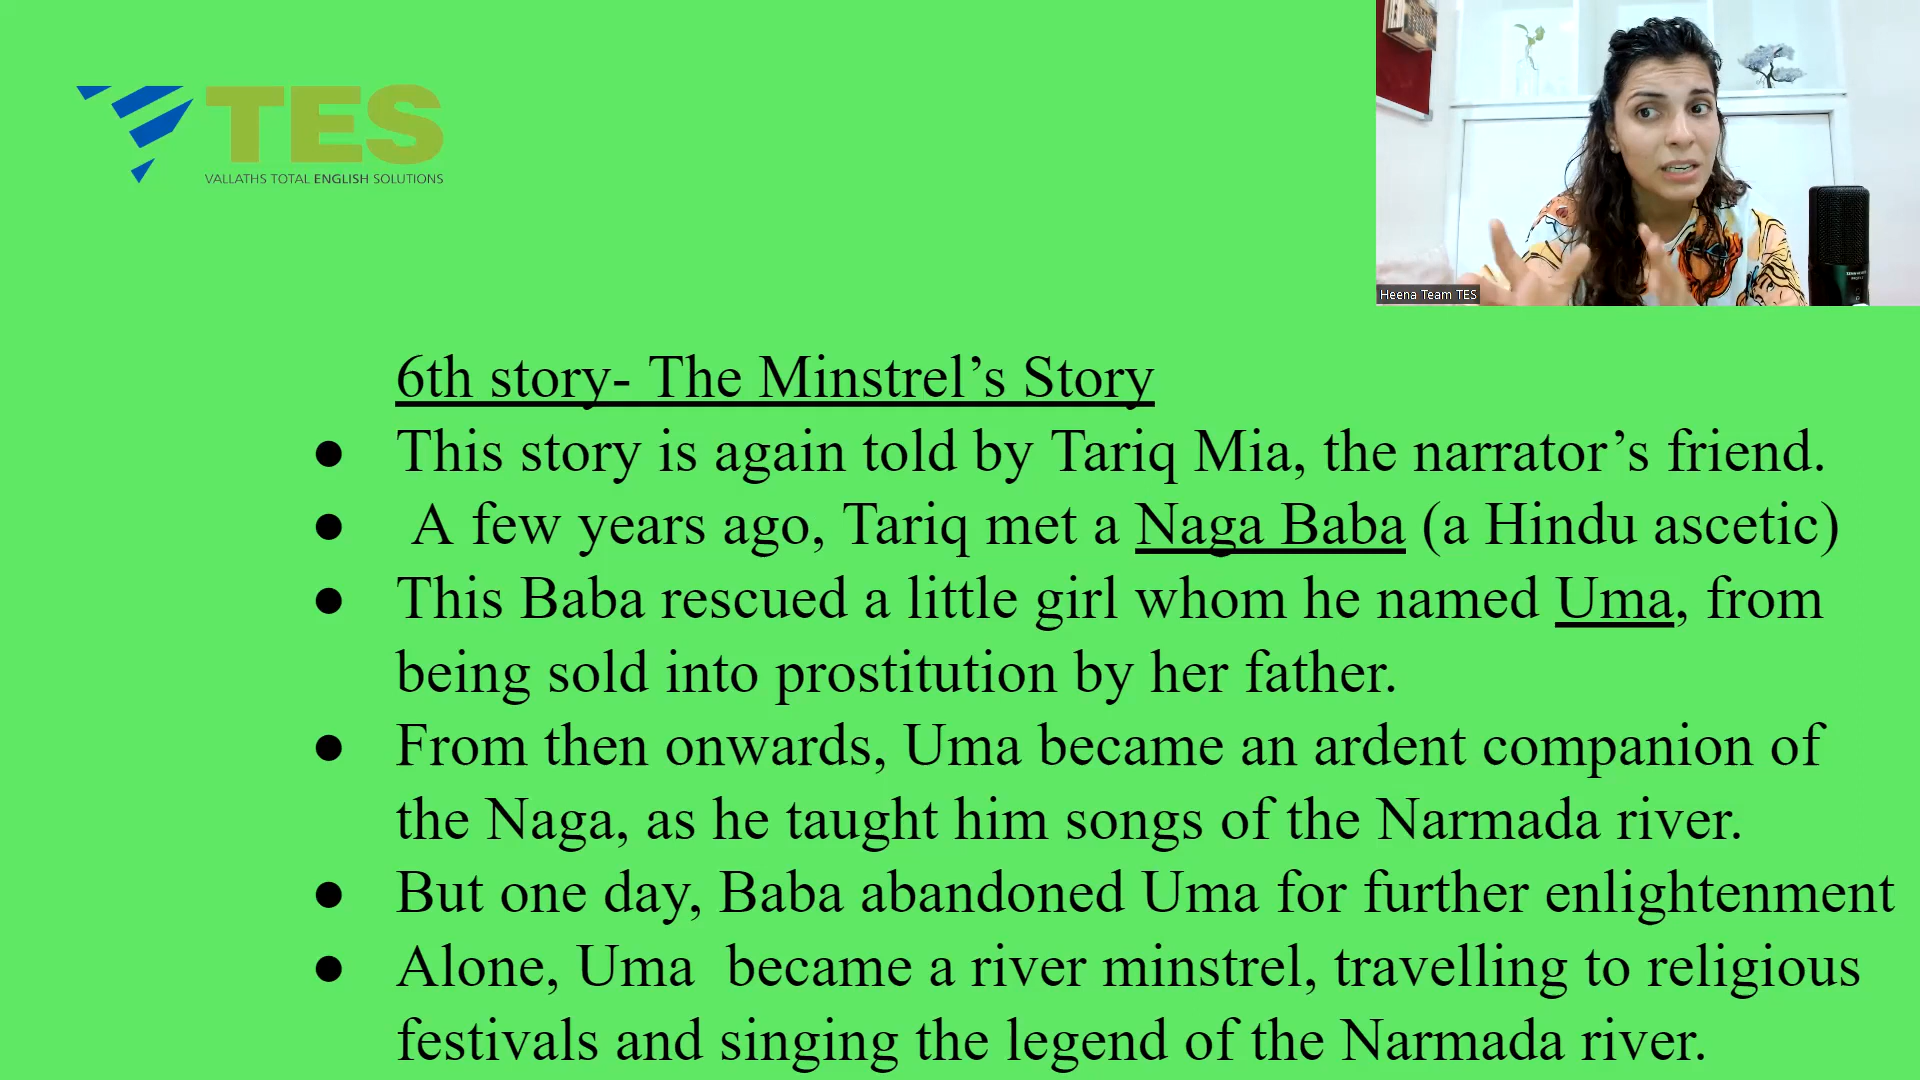 TES
VALLATHS TOTAL ENGLISH SOLUTIONS
Heena Team TES
6th story- The Minstrel’s Story
● This story is again told by Tariq Mia, the narrator’s friend.
● A few years ago, Tariq met a Naga Baba (a Hindu ascetic)
● This Baba rescued a little girl whom he named Uma, from
being sold into prostitution by her father.
● From then onwards, Uma became an ardent companion of
the Naga, as he taught him songs of the Narmada river.
● But one day, Baba abandoned Uma for further enlightenment
● Alone, Uma became a river minstrel, travelling to religious
festivals and singing the legend of the Narmada river.